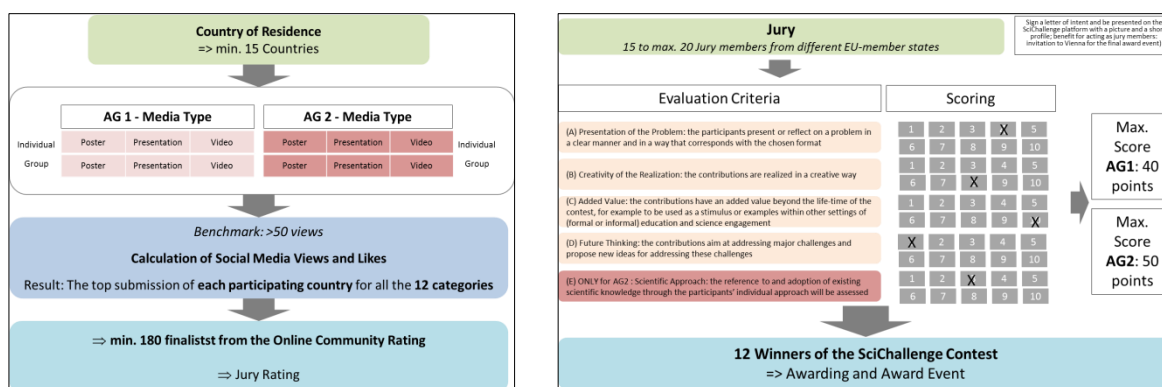 Country of Residence
=> min. 15 Countries
AG 1 - Media Type
AG 2 - Media Type
Individual
Poster
Presentation
Video
Poster
Presentation
Video
Individual
Group
Poster
Presentation
Video
Poster
Presentation
Video
Group
Benchmark: >50 views
Calculation of Social Media Views and Likes
Result: The top submission of each participating country for all the 12 categories
⇒ min. 180 finalistst from the Online Community Rating
⇒ Jury Rating
Jury
15 to max. 20 Jury members from different EU-member states
Sign a letter of intent and be presented on the
SciChallenge platform with a picture and a short
profile; benefit for acting as jury members:
invitation to Vienna for the final award event)
Evaluation Criteria
Scoring
(A) Presentation of the Problem: the participants present or reflect on a problem in
a clear manner and in a way that corresponds with the chosen format
1 2 3 X 5
6 7 8 9 10
(B) Creativity of the Realization: the contributions are realized in a creative way
1 2 3 4 5
6 7 X 9 10
(C) Added Value: the contributions have an added value beyond the life-time of the
contest, for example to be used as a stimulus or examples within other settings of
(formal or informal) education and science engagement
1 2 3 4 5
6 7 8 9 X
(D) Future Thinking: the contributions aim at addressing major challenges and
propose new ideas for addressing these challenges
X 2 3 4 5
6 7 8 9 10
(E) ONLY for AG2 : Scientific Approach: the reference to and adoption of existing
scientific knowledge through the participants' individual approach will be assessed
1 2 X 4 5
6 7 8 9 10
Max.
Score
AG1: 40
points
Max.
Score
AG2: 50
points
12 Winners of the SciChallenge Contest
=> Awarding and Award Event